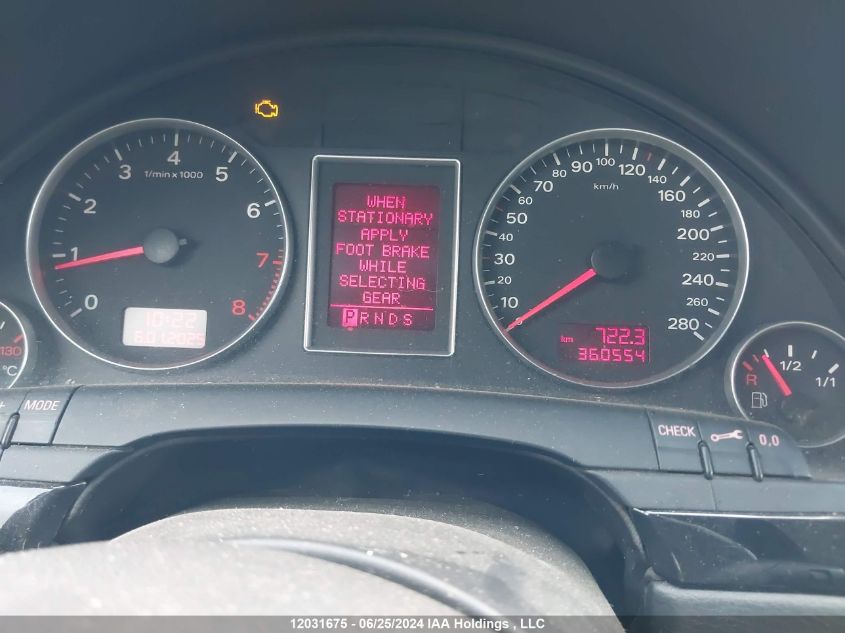 0 1 2 3 4 5 6 7 8
1/min x 1000
10:22
6.01.2025
130
°C
WHEN
STATIONARY
APPLY
FOOT BRAKE
WHILE
SELECTING
GEAR
P R N D S
0 10 20 30 40 50 60 70 80 90 100 120 140 160 180 200 220 240 260 280
km/h
km 722.3
360554
R 1/2 1/1
+ MODE
CHECK 0,0
12031675 - 06/25/2024 IAA Holdings , LLC